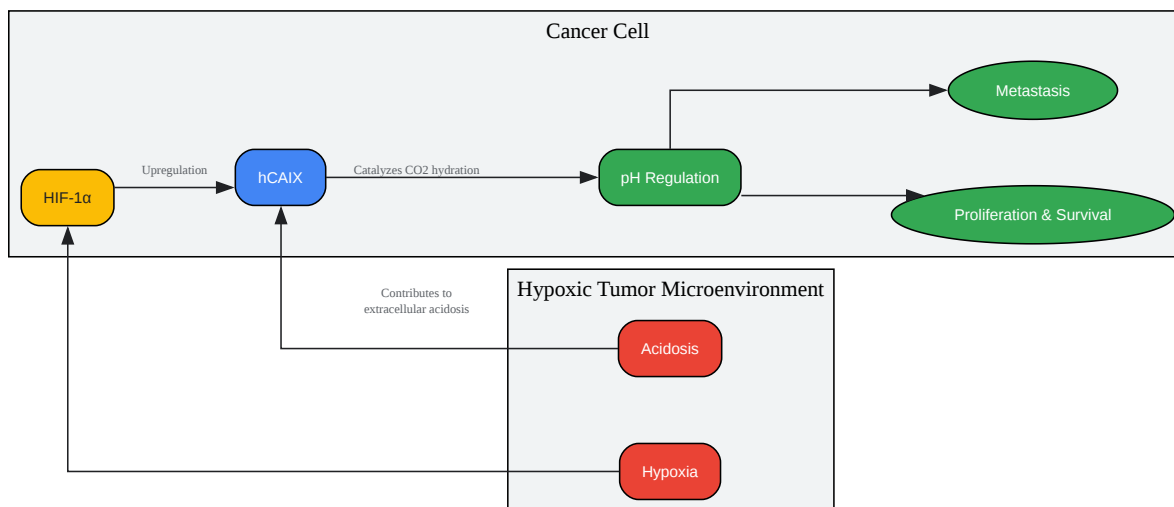 Cancer Cell
Metastasis
Upregulation
hCAIX
Catalyzes CO2 hydration
pH Regulation
HIF-1α
Proliferation & Survival
Hypoxic Tumor Microenvironment
Contributes to
extracellular acidosis
Acidosis
Hypoxia